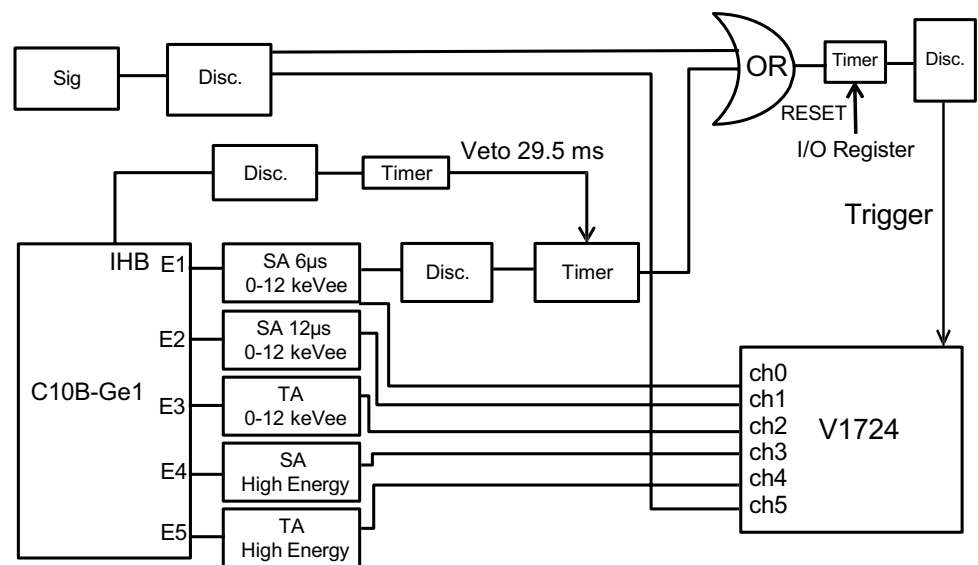 Sig
Disc.
OR
Timer
Disc.
RESET
I/O Register
Veto 29.5 ms
Disc.
Timer
Trigger
IHB
E1
SA 6µs
0-12 keVee
Disc.
Timer
E2
SA 12µs
0-12 keVee
C10B-Ge1
E3
TA
0-12 keVee
E4
SA
High Energy
E5
TA
High Energy
ch0
ch1
ch2
ch3
ch4
ch5
V1724